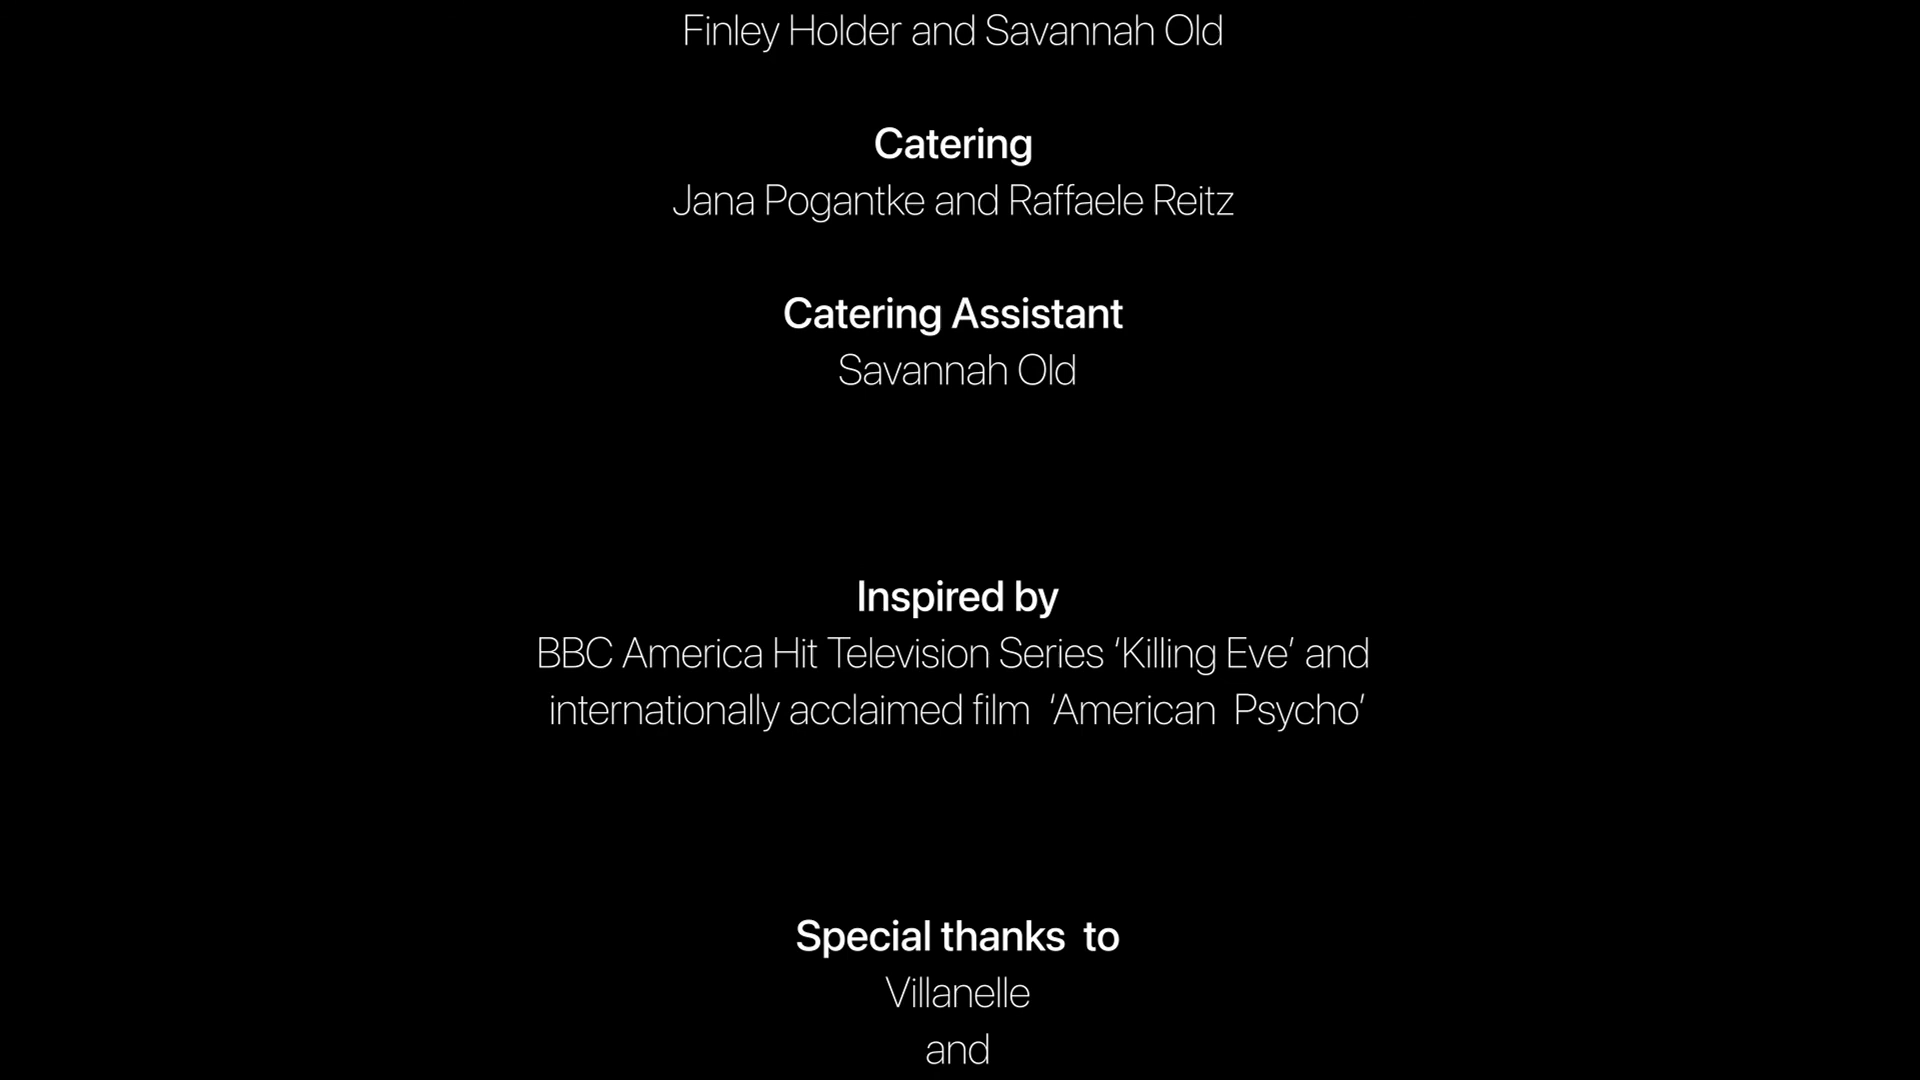 Finley Holder and Savannah Old
Catering
Jana Pogantke and Raffaele Reitz
Catering Assistant
Savannah Old
Inspired by
BBC America Hit Television Series ‘Killing Eve’ and
internationally acclaimed film ‘American Psycho’
Special thanks to
Villanelle
and